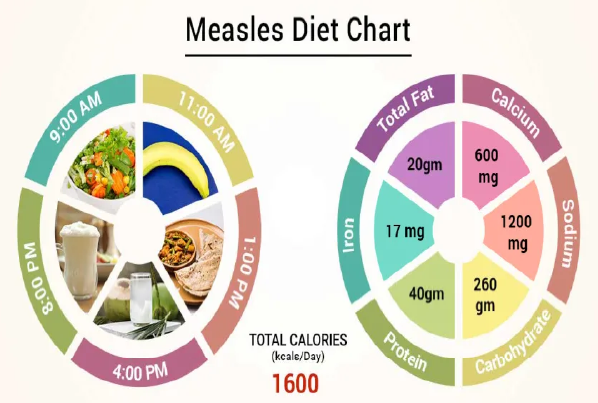 Measles Diet Chart
9:00 AM
11:00 AM
1:00 PM
4:00 PM
8:00 PM
TOTAL CALORIES
(kcals/Day)
1600
Total Fat
20gm
Calcium
600
mg
Sodium
1200
mg
Carbohydrate
260
gm
Protein
40gm
Iron
17 mg